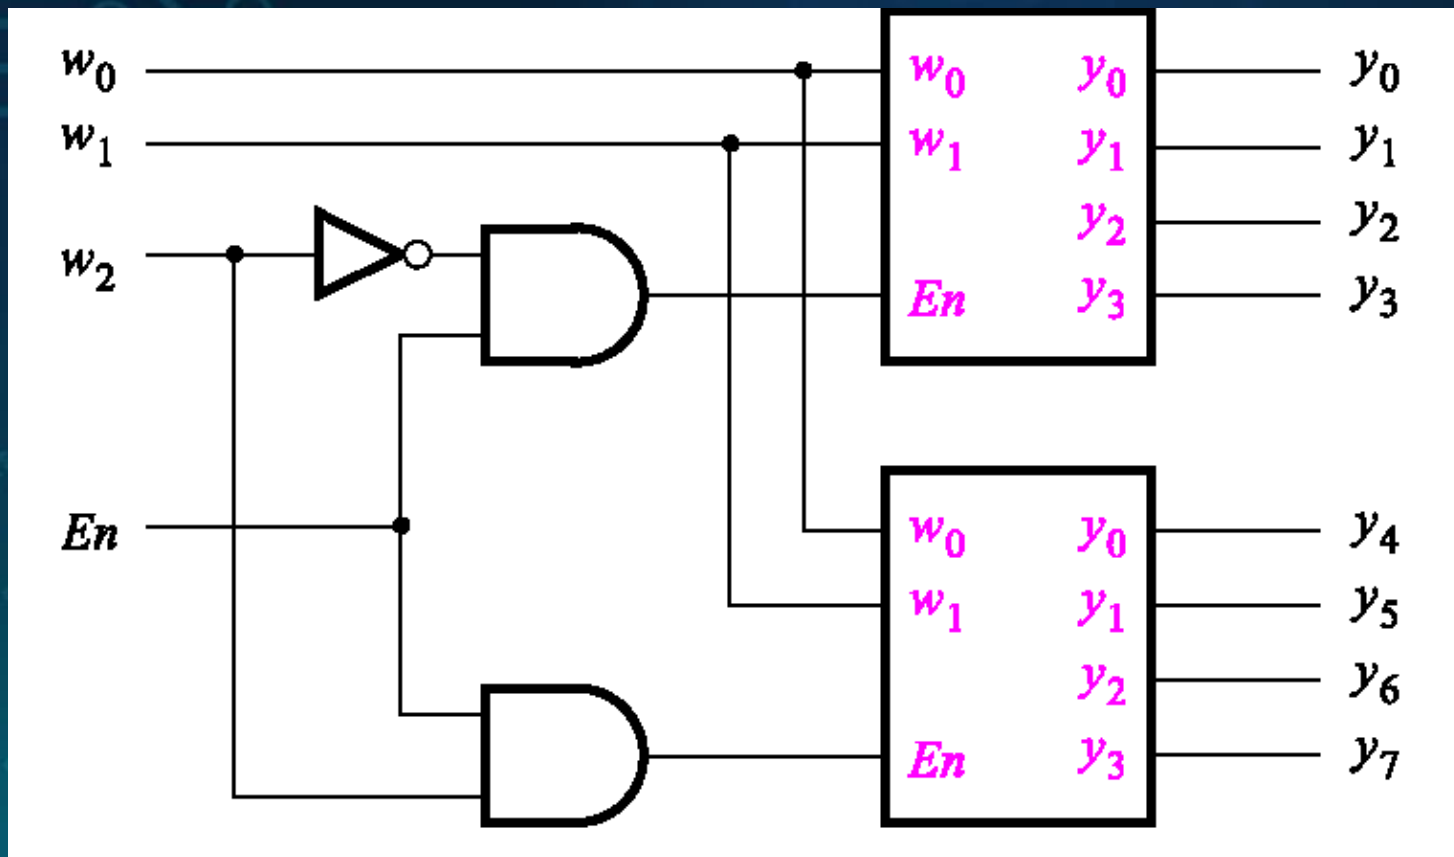 w₀ w₀ y₀ y₀
w₁ w₁ y₁ y₁
y₂ y₂
w₂
En y₃ y₃
En w₀ y₀ y₄
w₁ y₁ y₅
y₂ y₆
En y₃ y₇